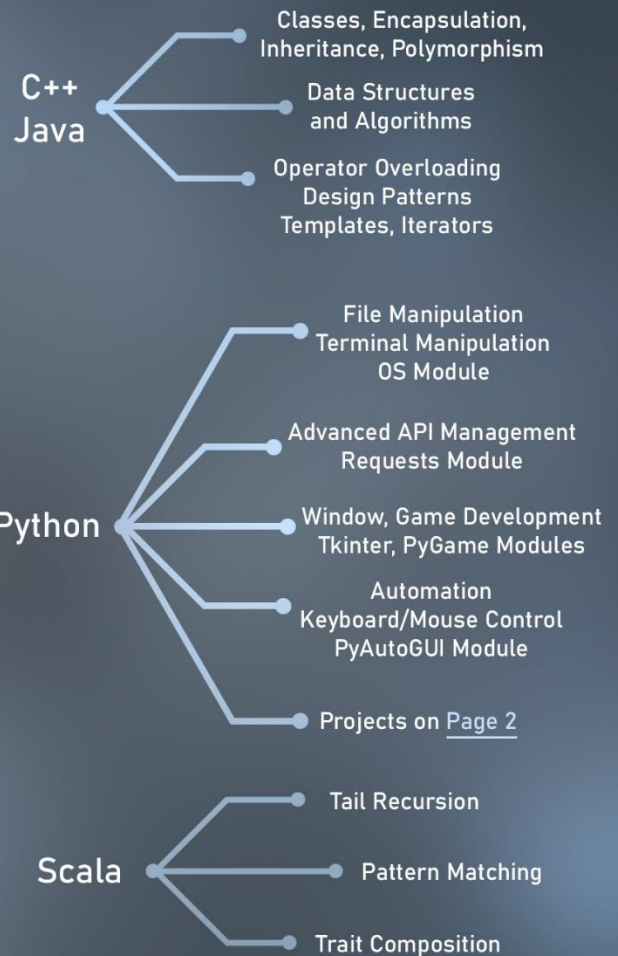 C++
Java
Classes, Encapsulation,
Inheritance, Polymorphism
Data Structures
and Algorithms
Operator Overloading
Design Patterns
Templates, Iterators
Python
File Manipulation
Terminal Manipulation
OS Module
Advanced API Management
Requests Module
Window, Game Development
Tkinter, PyGame Modules
Automation
Keyboard/Mouse Control
PyAutoGUI Module
Projects on Page 2
Scala
Tail Recursion
Pattern Matching
Trait Composition